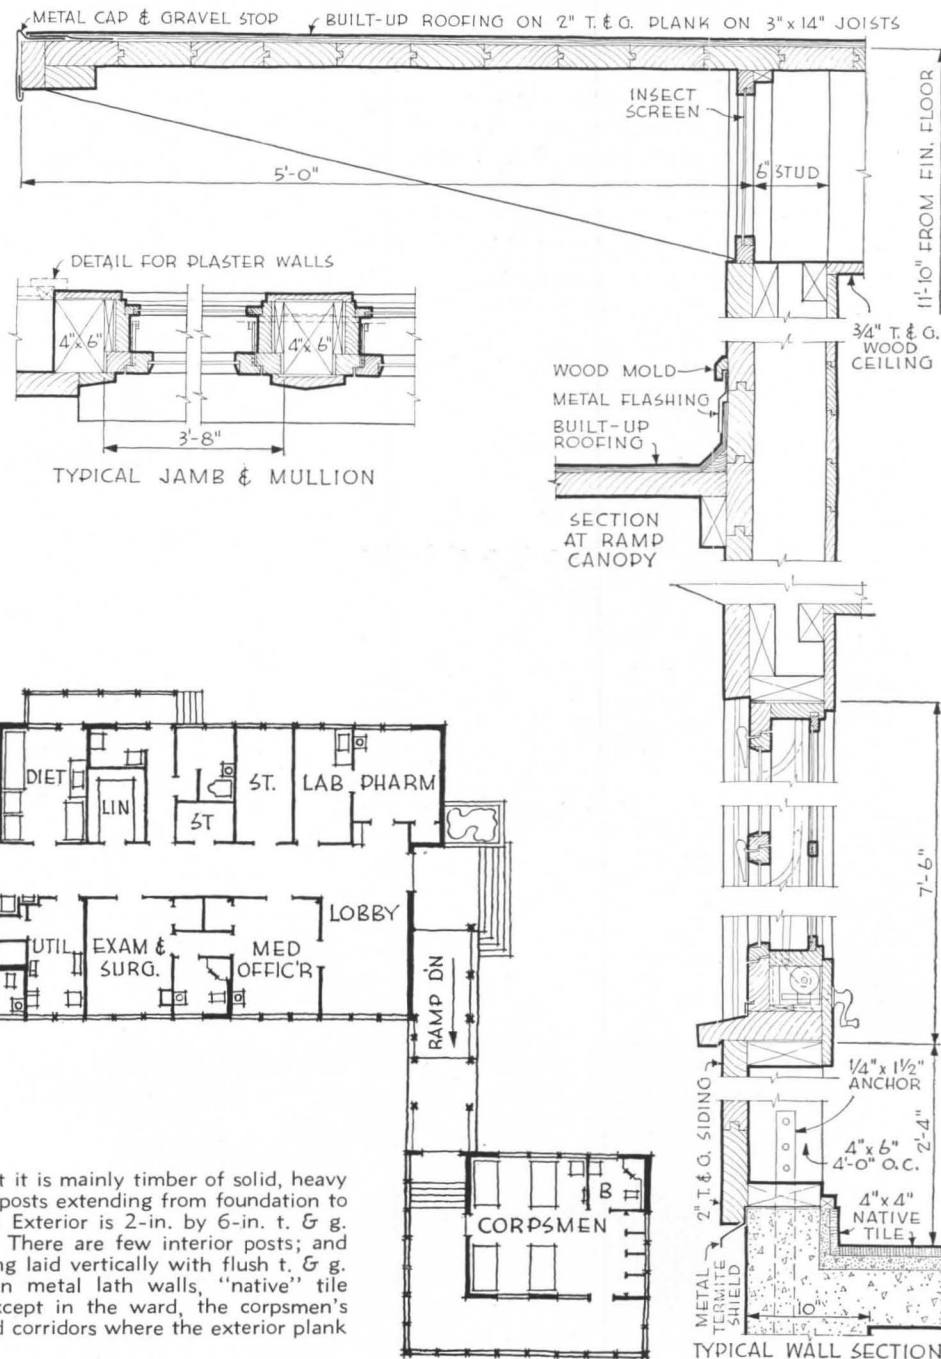 METAL CAP & GRAVEL STOP
BUILT-UP ROOFING ON 2" T. & G. PLANK ON 3" x 14" JOISTS
INSECT
SCREEN
5'-0"
6" STUD
11'-10" FROM FIN. FLOOR
DETAIL FOR PLASTER WALLS
4" x 6"
4" x 6"
3'-8"
TYPICAL JAMB & MULLION
3/4" T. & G.
WOOD
CEILING
WOOD MOLD
METAL FLASHING
BUILT-UP
ROOFING
SECTION
AT RAMP
CANOPY
DIET
LIN
ST
ST.
LAB
PHARM
UTIL
EXAM &
SURG.
MED
OFFIC'R
LOBBY
RAMP D'N
CORPSMEN
B
7'-6"
1/4" x 1 1/2"
ANCHOR
2'-4"
4" x 6"
4'-0" O.C.
2" T. & G. SIDING
4" x 4"
NATIVE
TILE
METAL
TERMITE
SHIELD
10"
TYPICAL WALL SECTION
t it is mainly timber of solid, heavy
posts extending from foundation to
Exterior is 2-in. by 6-in. t. & g.
There are few interior posts; and
ng laid vertically with flush t. & g.
n metal lath walls, "native" tile
xcept in the ward, the corpsmen's
d corridors where the exterior plank